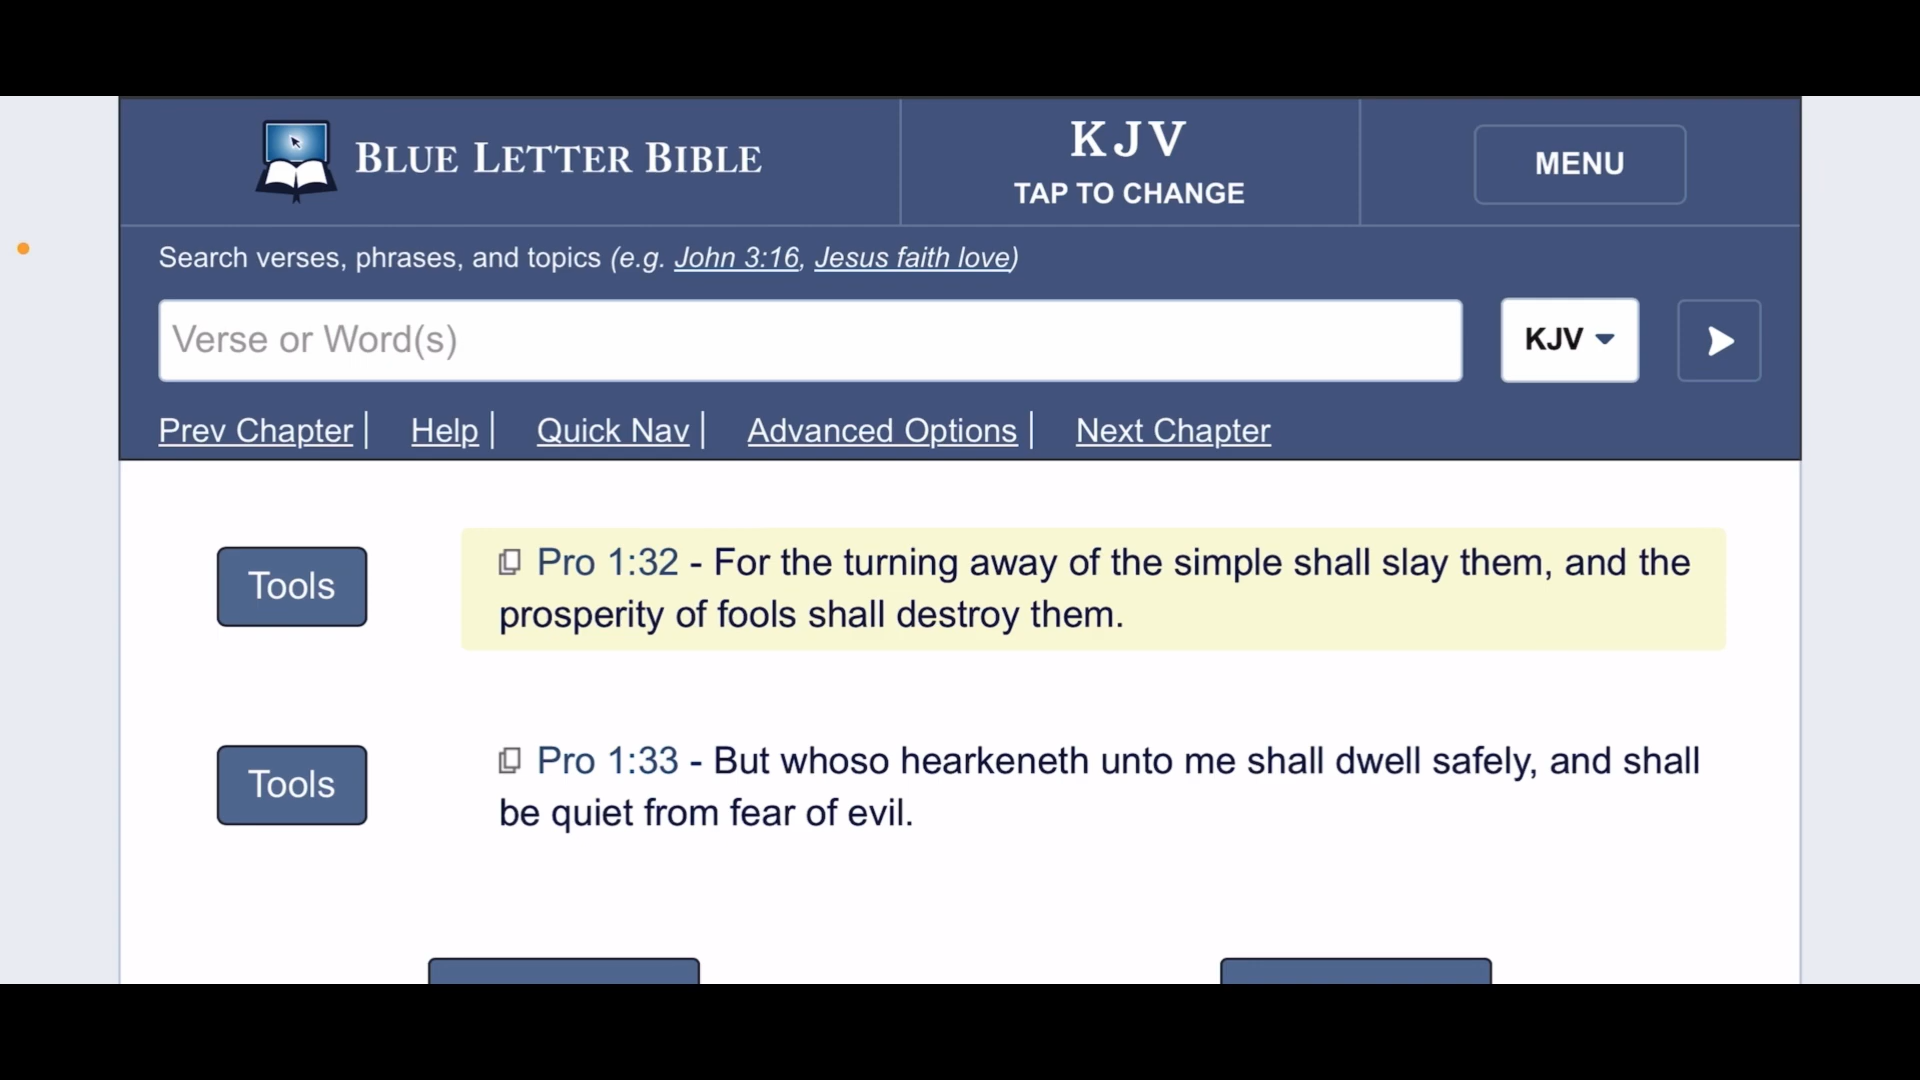 BLUE LETTER BIBLE
KJV
TAP TO CHANGE
MENU
Search verses, phrases, and topics (e.g. John 3:16, Jesus faith love)
Verse or Word(s)
KJV
Prev Chapter | Help | Quick Nav | Advanced Options | Next Chapter
Tools
Pro 1:32 - For the turning away of the simple shall slay them, and the
prosperity of fools shall destroy them.
Tools
Pro 1:33 - But whoso hearkeneth unto me shall dwell safely, and shall
be quiet from fear of evil.